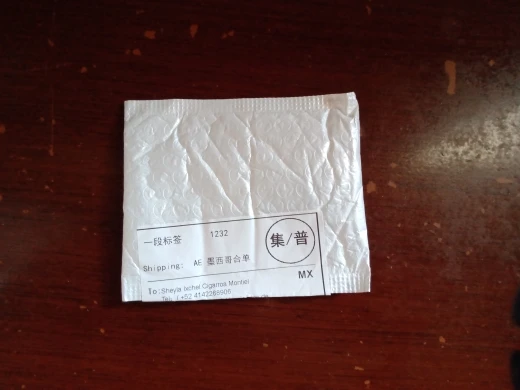 一段标签 1232 集/普
Shipping: AE 墨西哥合单
MX
To: Sheyla Ixchel Cigarroa Montiel
Tel: (+52 4142288905